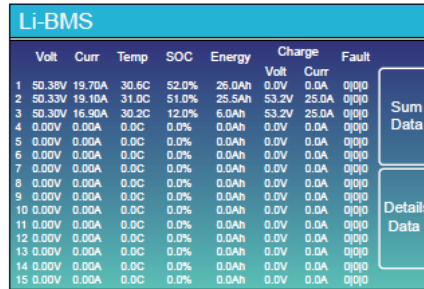 Li-BMS
Volt Curr Temp SOC Energy Charge Fault
Volt Curr
1 50.38V 19.70A 30.6C 52.0% 26.0Ah 0.0V 0.0A 0|0|0
2 50.33V 19.10A 31.0C 51.0% 25.5Ah 53.2V 25.0A 0|0|0
3 50.30V 16.90A 30.2C 12.0% 6.0Ah 53.2V 25.0A 0|0|0
4 0.00V 0.00A 0.0C 0.0% 0.0Ah 0.0V 0.0A 0|0|0
5 0.00V 0.00A 0.0C 0.0% 0.0Ah 0.0V 0.0A 0|0|0
6 0.00V 0.00A 0.0C 0.0% 0.0Ah 0.0V 0.0A 0|0|0
7 0.00V 0.00A 0.0C 0.0% 0.0Ah 0.0V 0.0A 0|0|0
8 0.00V 0.00A 0.0C 0.0% 0.0Ah 0.0V 0.0A 0|0|0
9 0.00V 0.00A 0.0C 0.0% 0.0Ah 0.0V 0.0A 0|0|0
10 0.00V 0.00A 0.0C 0.0% 0.0Ah 0.0V 0.0A 0|0|0
11 0.00V 0.00A 0.0C 0.0% 0.0Ah 0.0V 0.0A 0|0|0
12 0.00V 0.00A 0.0C 0.0% 0.0Ah 0.0V 0.0A 0|0|0
13 0.00V 0.00A 0.0C 0.0% 0.0Ah 0.0V 0.0A 0|0|0
14 0.00V 0.00A 0.0C 0.0% 0.0Ah 0.0V 0.0A 0|0|0
15 0.00V 0.00A 0.0C 0.0% 0.0Ah 0.0V 0.0A 0|0|0
Sum
Data
Details
Data